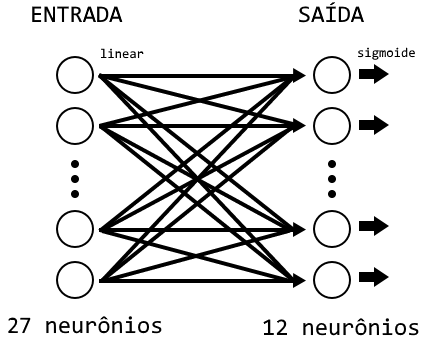 ENTRADA
SAÍDA
linear
sigmoide
27 neurônios
12 neurônios